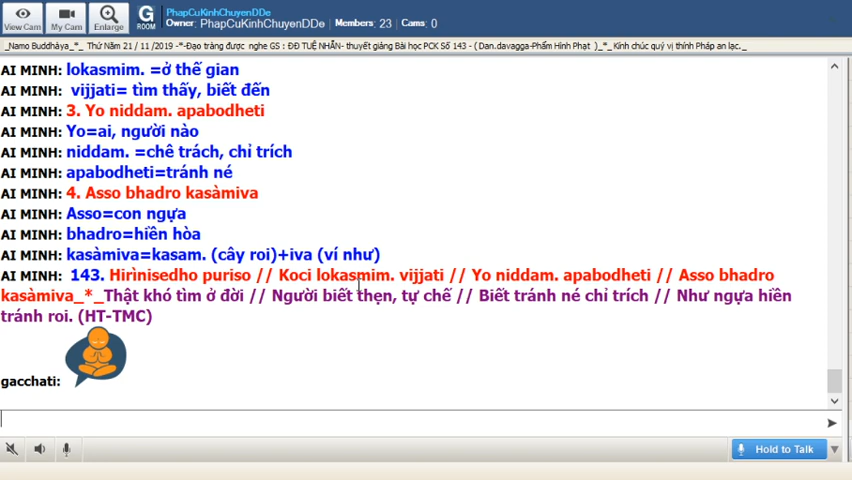 View Cam
My Cam
Enlarge
G
ROOM
PhapCuKinhChuyenDDe
Owner: PhapCuKinhChuyenDDe Members: 23 Cams: 0
_Namo Buddhàya_ Thứ Năm 21 / 11 / 2019 -*-Đạo tràng được nghe GS : ĐĐ TUỆ NHẪN- thuyết giảng Bài học PCK Số 143 - ( Dan.davagga-Phẩm Hình Phạt )_*_Kính chúc quý vị thính Pháp an lạc._
AI MINH: lokasmim. =ở thế gian
AI MINH: vijjati= tìm thấy, biết đến
AI MINH: 3. Yo niddam. apabodheti
AI MINH: Yo=ai, người nào
AI MINH: niddam. =chê trách, chỉ trích
AI MINH: apabodheti=tránh né
AI MINH: 4. Asso bhadro kasàmiva
AI MINH: Asso=con ngựa
AI MINH: bhadro=hiền hòa
AI MINH: kasàmiva=kasam. (cây roi)+iva (ví như)
AI MINH: 143. Hirìnisedho puriso // Koci lokasmim. vijjati // Yo niddam. apabodheti // Asso bhadro
kasàmiva_*_Thật khó tìm ở đời // Người biết thẹn, tự chế // Biết tránh né chỉ trích // Như ngựa hiền
tránh roi. (HT-TMC)
gacchati:
Hold to Talk